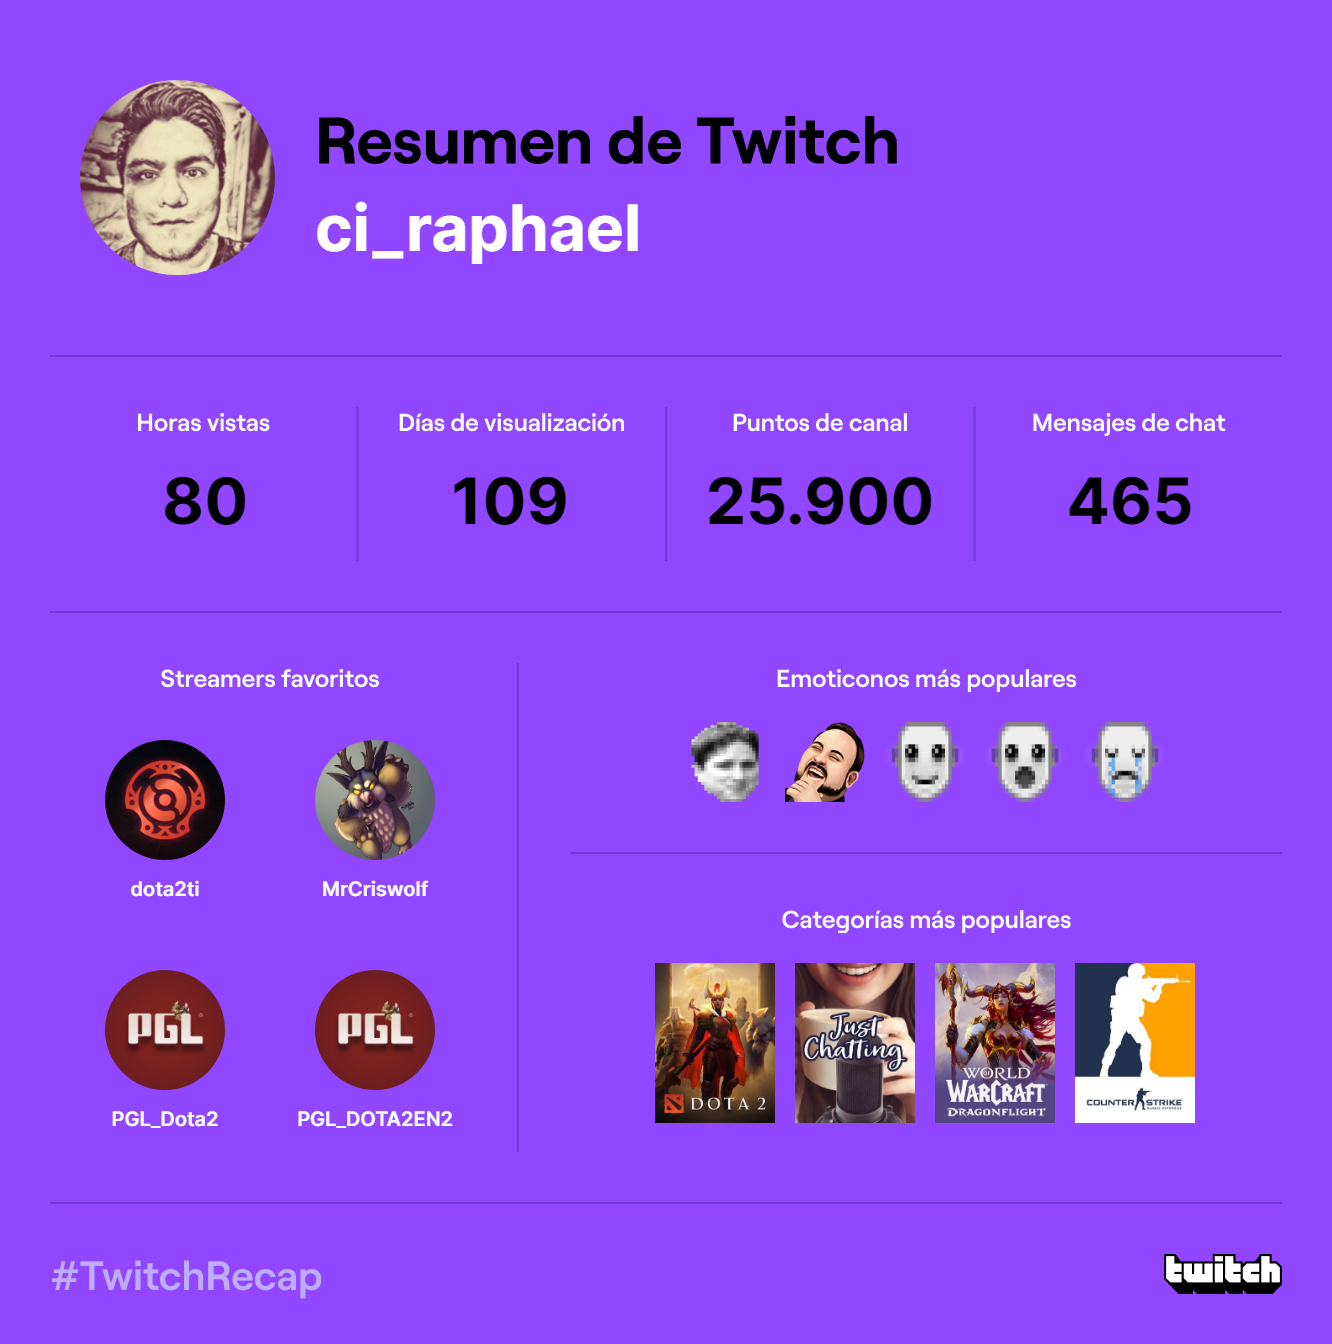 Resumen de Twitch
ci_raphael
Horas vistas
80
Días de visualización
109
Puntos de canal
25.900
Mensajes de chat
465
Streamers favoritos
dota2ti
MrCriswolf
PGL
PGL_Dota2
PGL
PGL_DOTA2EN2
Emoticonos más populares
Categorías más populares
DOTA 2
Just
Chatting
WORLD
OF
WARCRAFT
DRAGONFLIGHT
COUNTER STRIKE
#TwitchRecap
twitch